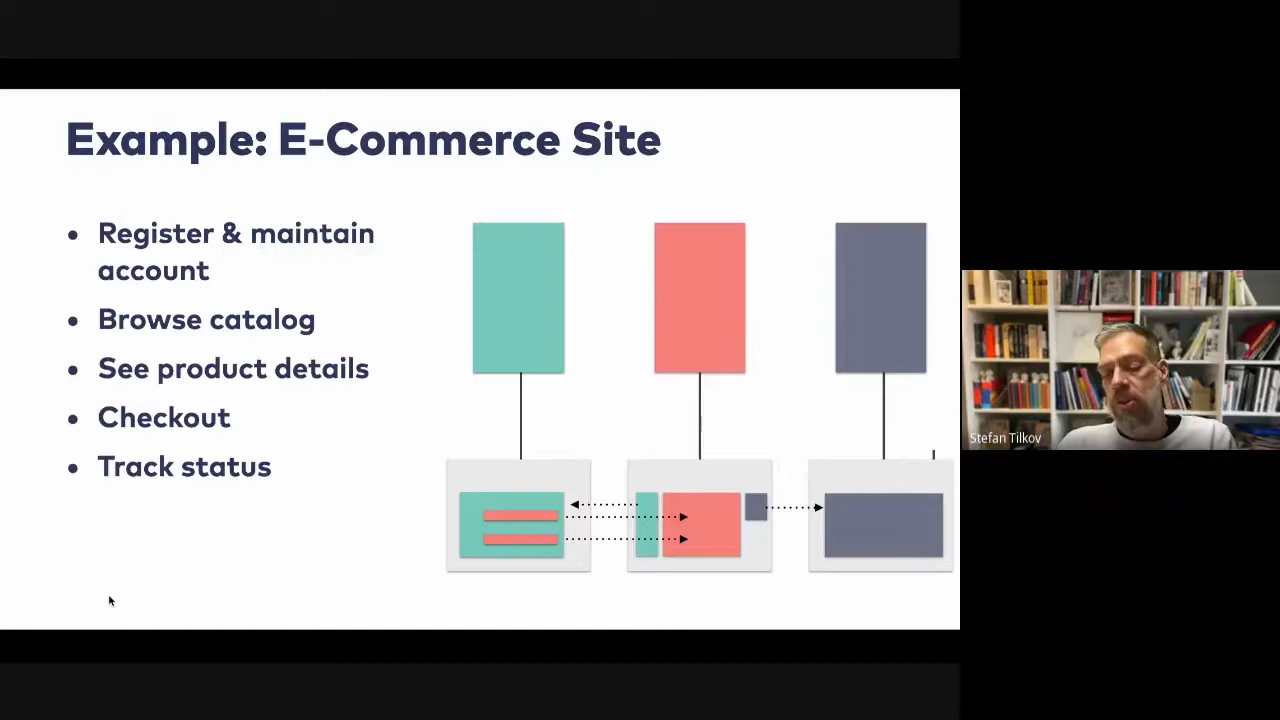 Example: E-Commerce Site
• Register & maintain
account
• Browse catalog
• See product details
• Checkout
• Track status
Stefan Tilkov